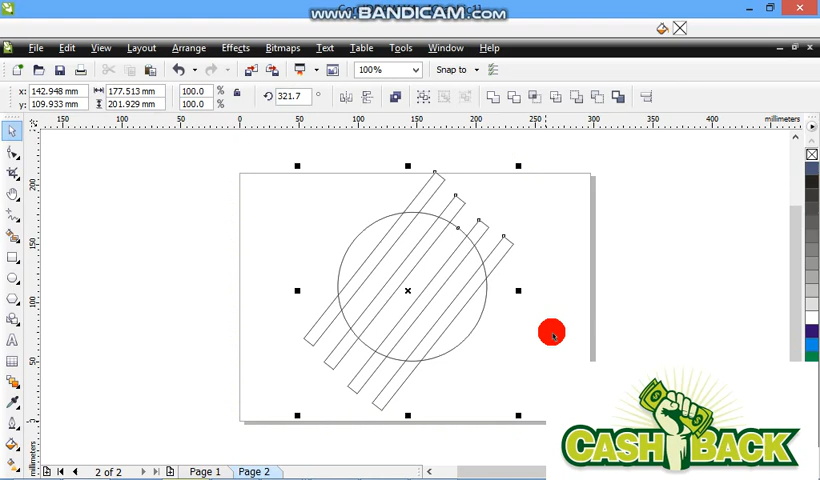 www.BANDICAM.com
File Edit View Layout Arrange Effects Bitmaps Text Table Tools Window Help
100% Snap to
x: 142.948 mm 177.513 mm 100.0 % 321.7 °
y: 109.933 mm 201.929 mm 100.0 %
150 100 50 0 50 100 150 200 250 300 350 400 millimeters
200
150
100
50
millimeters
2 of 2 Page 1 Page 2
CASH BACK